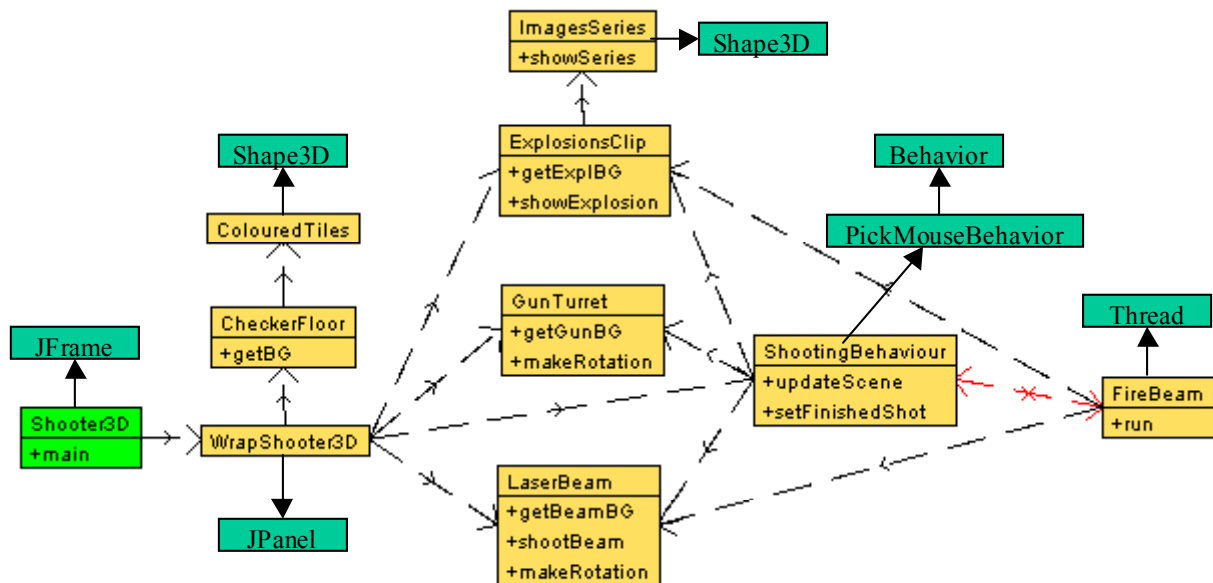 ImagesSeries
+showSeries
Shape3D
ExplosionsClip
+getExplBG
+showExplosion
Shape3D
ColouredTiles
CheckerFloor
+getBG
Behavior
PickMouseBehavior
GunTurret
+getGunBG
+makeRotation
JFrame
Shooter3D
+main
WrapShooter3D
JPanel
ShootingBehaviour
+updateScene
+setFinishedShot
Thread
FireBeam
+run
LaserBeam
+getBeamBG
+shootBeam
+makeRotation